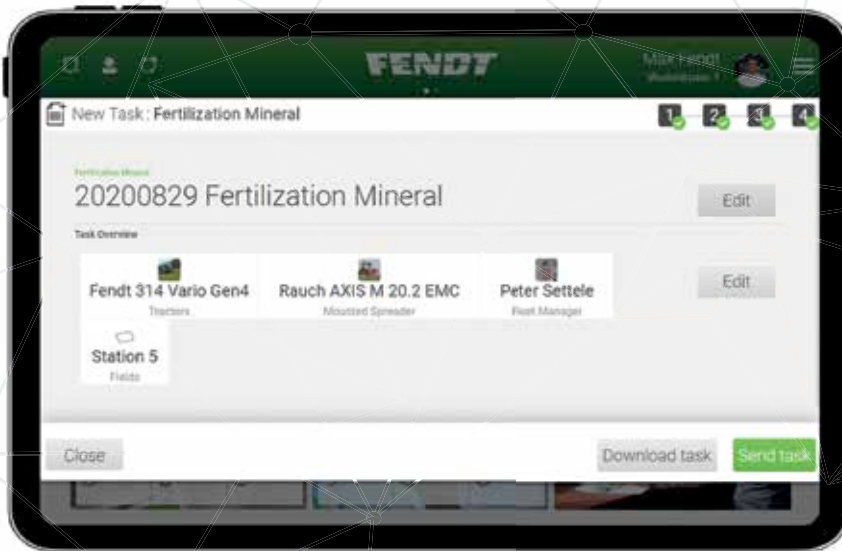 FENDT
Max Fendt
New Task: Fertilization Mineral
1 2 3 4
Fertilization Mineral
20200829 Fertilization Mineral
Edit
Task Overview
Fendt 314 Vario Gen4
Tractors
Rauch AXIS M 20.2 EMC
Mounted Spreader
Peter Settele
Fleet Manager
Edit
Station 5
Fields
Close
Download task
Send task